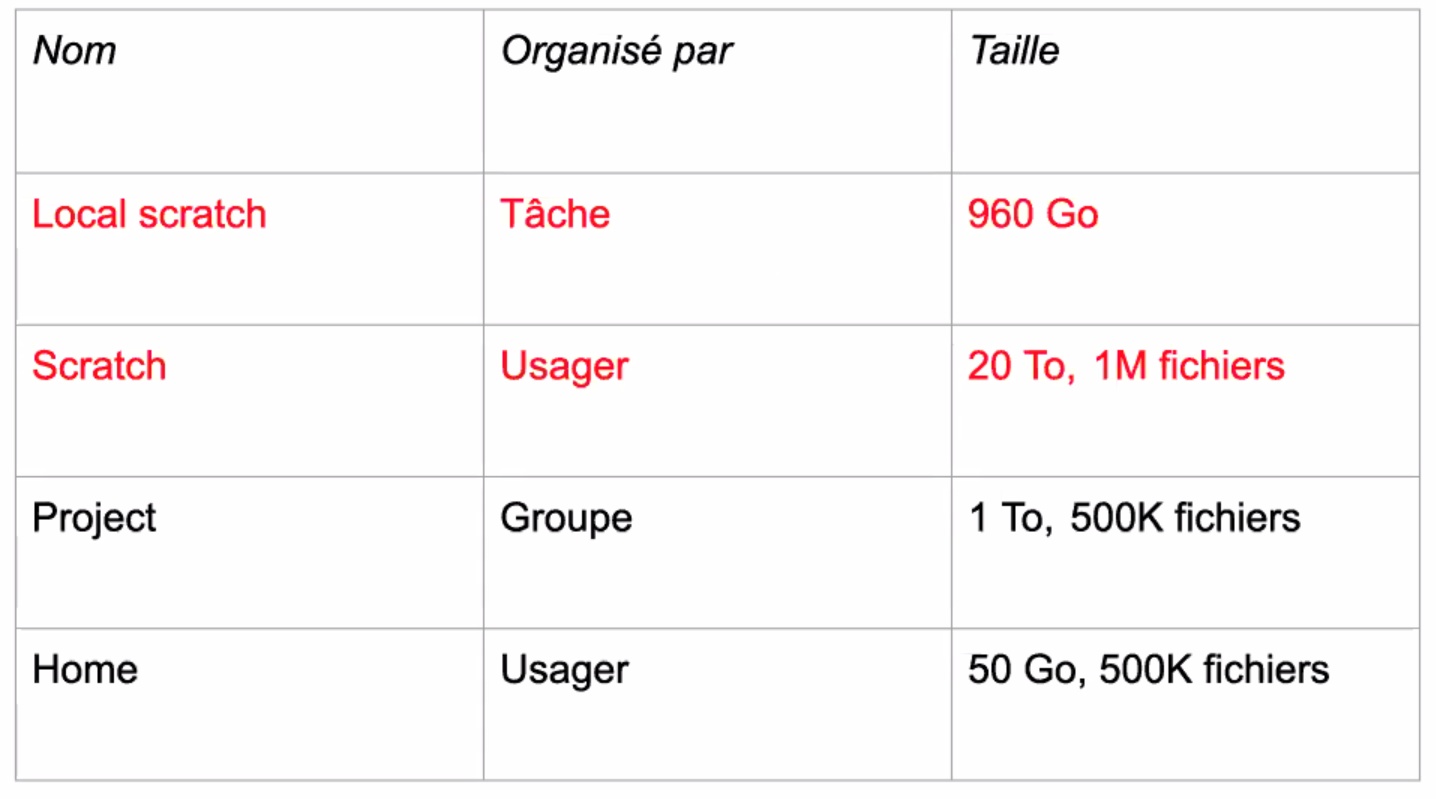 Nom Organisé par Taille
Local scratch Tâche 960 Go
Scratch Usager 20 To, 1M fichiers
Project Groupe 1 To, 500K fichiers
Home Usager 50 Go, 500K fichiers